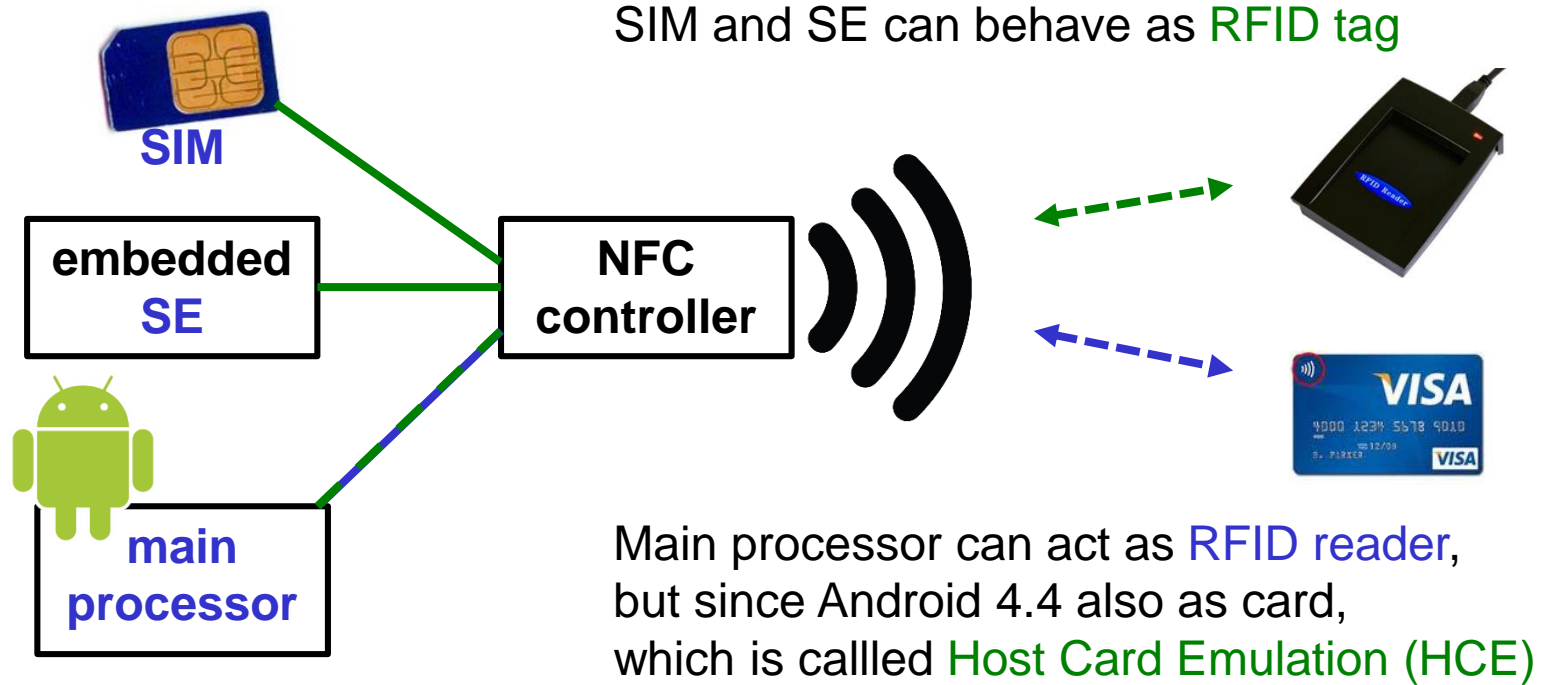 SIM and SE can behave as RFID tag
SIM
embedded
SE
NFC
controller
main
processor
RFID Reader
VISA
4000 1234 5678 9010
12/06
VISA
Main processor can act as RFID reader,
but since Android 4.4 also as card,
which is callled Host Card Emulation (HCE)